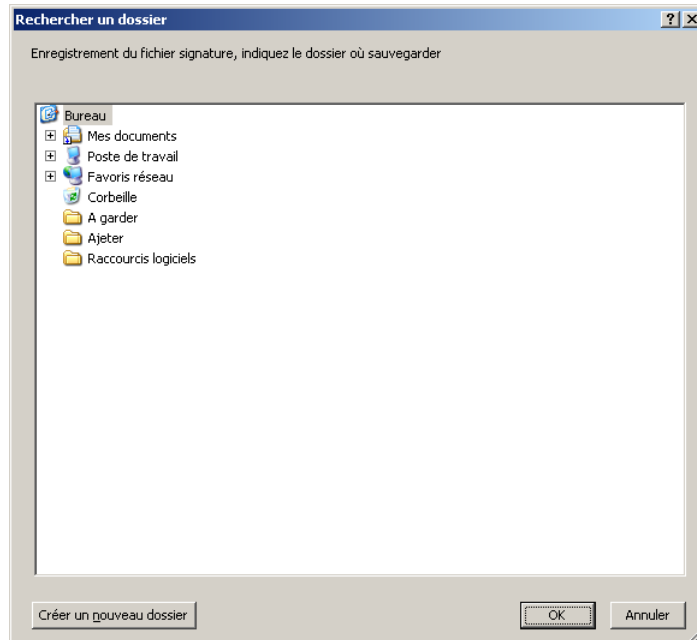 Rechercher un dossier
Enregistrement du fichier signature, indiquez le dossier où sauvegarder
Bureau
Mes documents
Poste de travail
Favoris réseau
Corbeille
A garder
Ajeter
Raccourcis logiciels
Créer un nouveau dossier OK Annuler